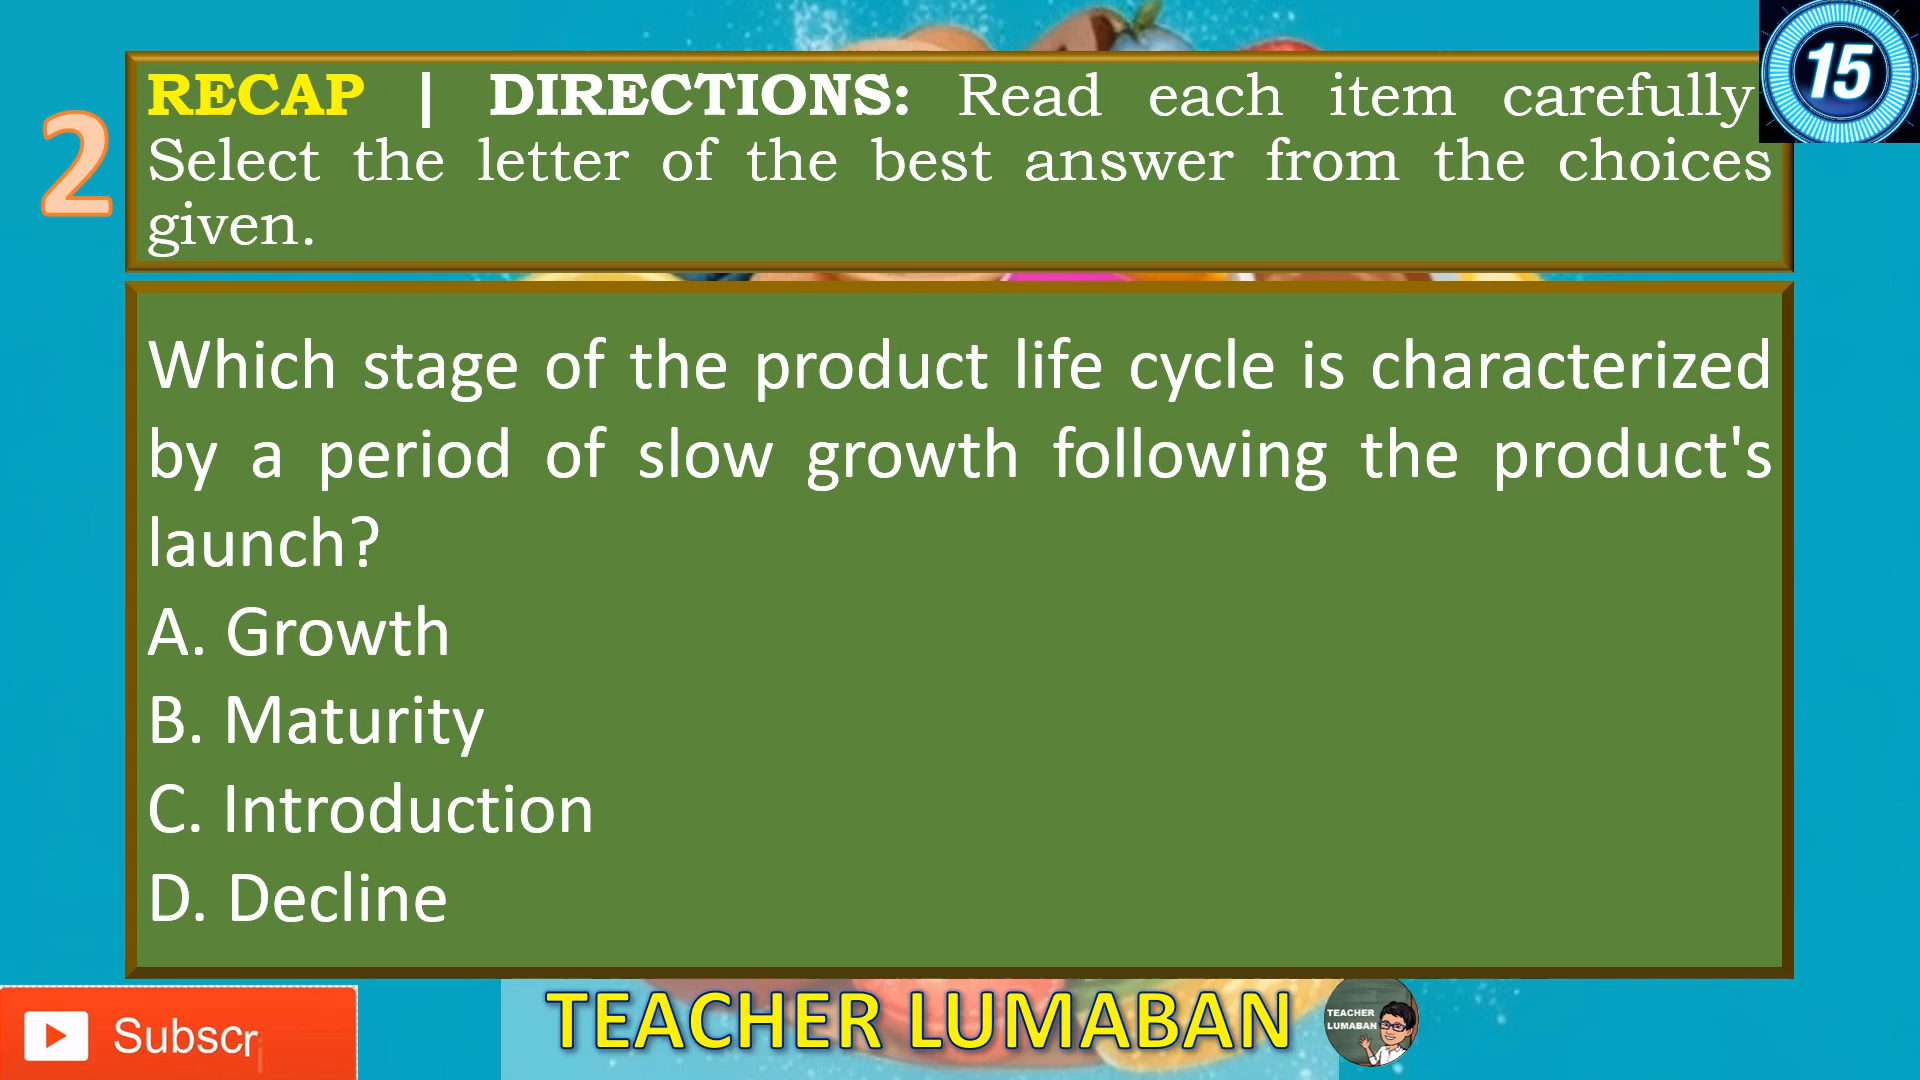 RECAP | DIRECTIONS: Read each item carefully
15
2
Select the letter of the best answer from the choices
given.
Which stage of the product life cycle is characterized
by a period of slow growth following the product's
launch?
A. Growth
B. Maturity
C. Introduction
D. Decline
Subscr
TEACHER LUMABAN
TEACHER
LUMABAN